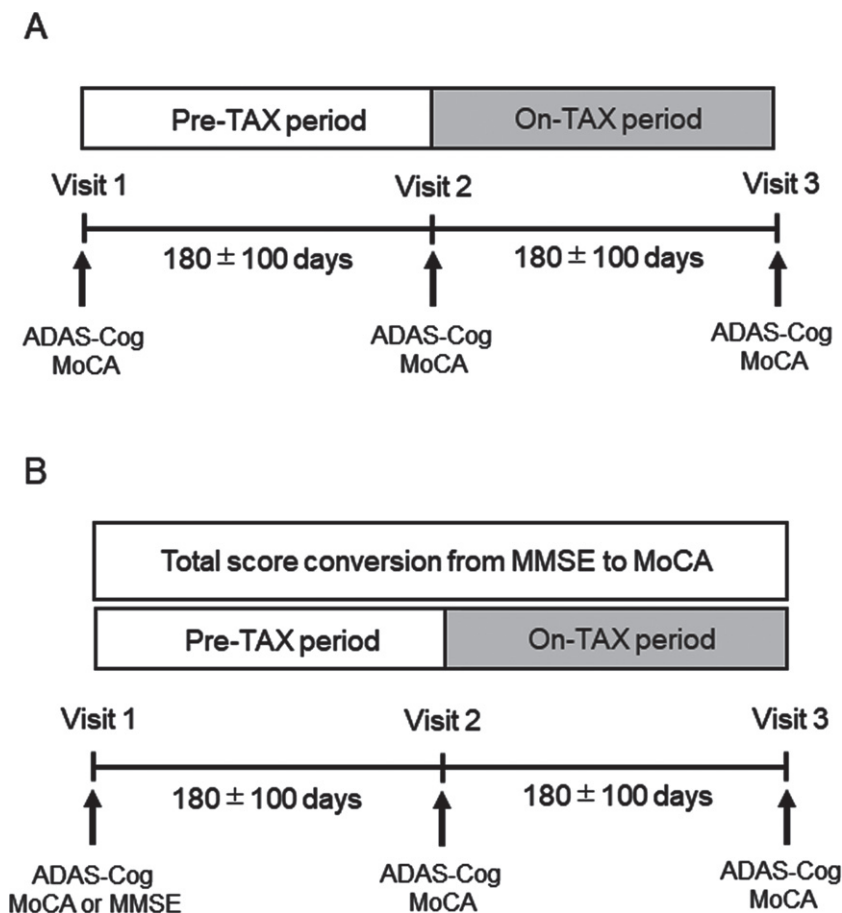 A
Pre-TAX period On-TAX period
Visit 1 Visit 2 Visit 3
180 ± 100 days 180 ± 100 days
ADAS-Cog ADAS-Cog ADAS-Cog
MoCA MoCA MoCA
B
Total score conversion from MMSE to MoCA
Pre-TAX period On-TAX period
Visit 1 Visit 2 Visit 3
180 ± 100 days 180 ± 100 days
ADAS-Cog ADAS-Cog ADAS-Cog
MoCA or MMSE MoCA MoCA